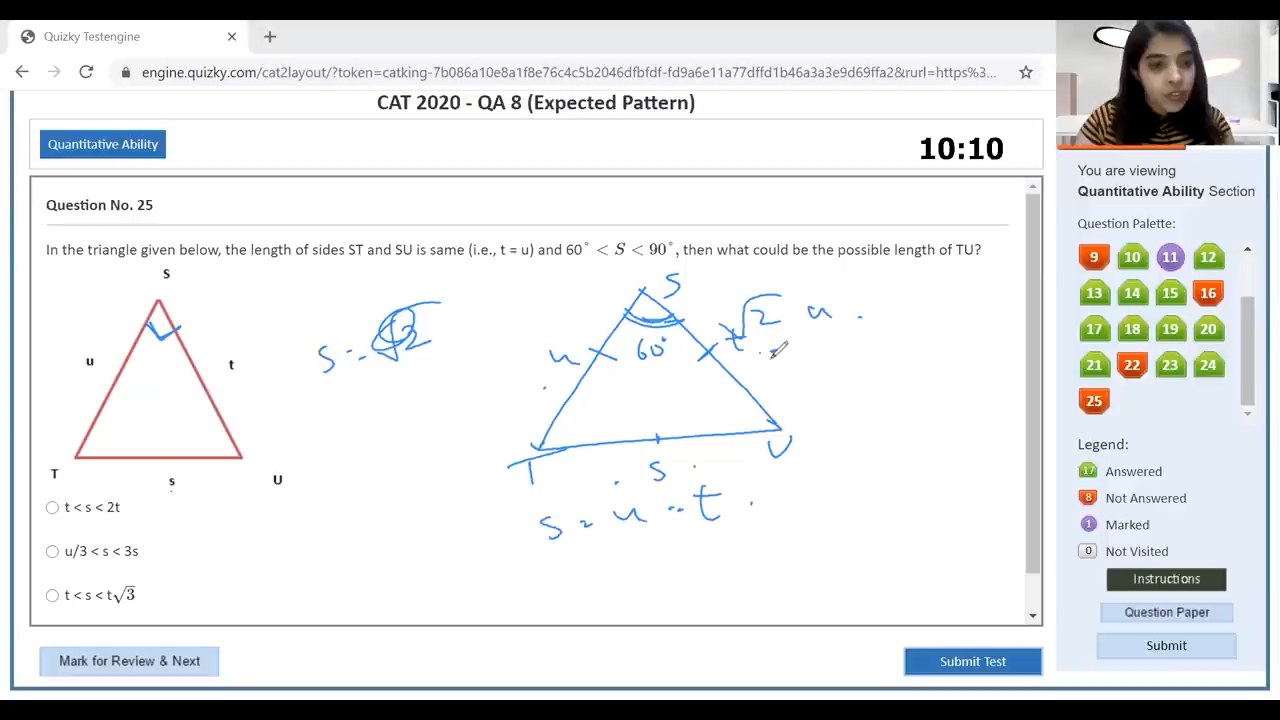 Quizky Testengine
engine.quizky.com/cat2layout/?token=catking-7b086a10e8a1f8e76c4c5b2046dfbfdf-fd9a6e11a77dffd1b46a3a3e9d69ffa2&rurl=https%3...
CAT 2020 - QA 8 (Expected Pattern)
Quantitative Ability
10:10
Question No. 25
In the triangle given below, the length of sides ST and SU is same (i.e., t = u) and 60° < S < 90°, then what could be the possible length of TU?
S
u
t
T
s
U
s = √2
S
√2 u
u
60°
t
T
U
s
s = u = t
t < s < 2t
u/3 < s < 3s
t < s < t√3
Mark for Review & Next
Submit Test
You are viewing
Quantitative Ability Section
Question Palette:
9 10 11 12
13 14 15 16
17 18 19 20
21 22 23 24
25
Legend:
17 Answered
8 Not Answered
1 Marked
0 Not Visited
Instructions
Question Paper
Submit